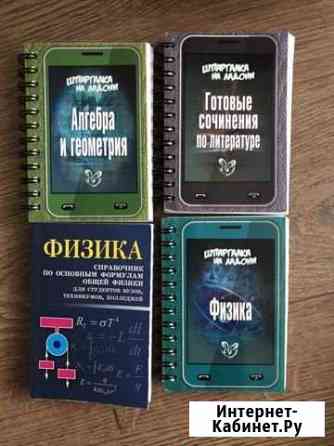 ШПАРГАЛКА
НА ЛАДОНИ
Алгебра
и геометрия
ШПАРГАЛКА
НА ЛАДОНИ
Готовые
сочинения
по литературе
ФИЗИКА
СПРАВОЧНИК
ПО ОСНОВНЫМ ФОРМУЛАМ
ОБЩЕЙ ФИЗИКИ
ДЛЯ СТУДЕНТОВ ВУЗОВ,
ТЕХНИКУМОВ, КОЛЛЕДЖЕЙ
ШПАРГАЛКА
НА ЛАДОНИ
Физика
Интернет-
Кабинет.Ру